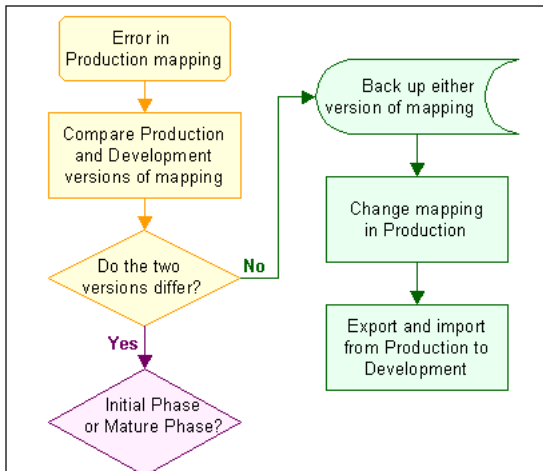 Error in
Production mapping
Compare Production
and Development
versions of mapping
Do the two
versions differ?
No
Yes
Initial Phase
or Mature Phase?
Back up either
version of mapping
Change mapping
in Production
Export and import
from Production to
Development